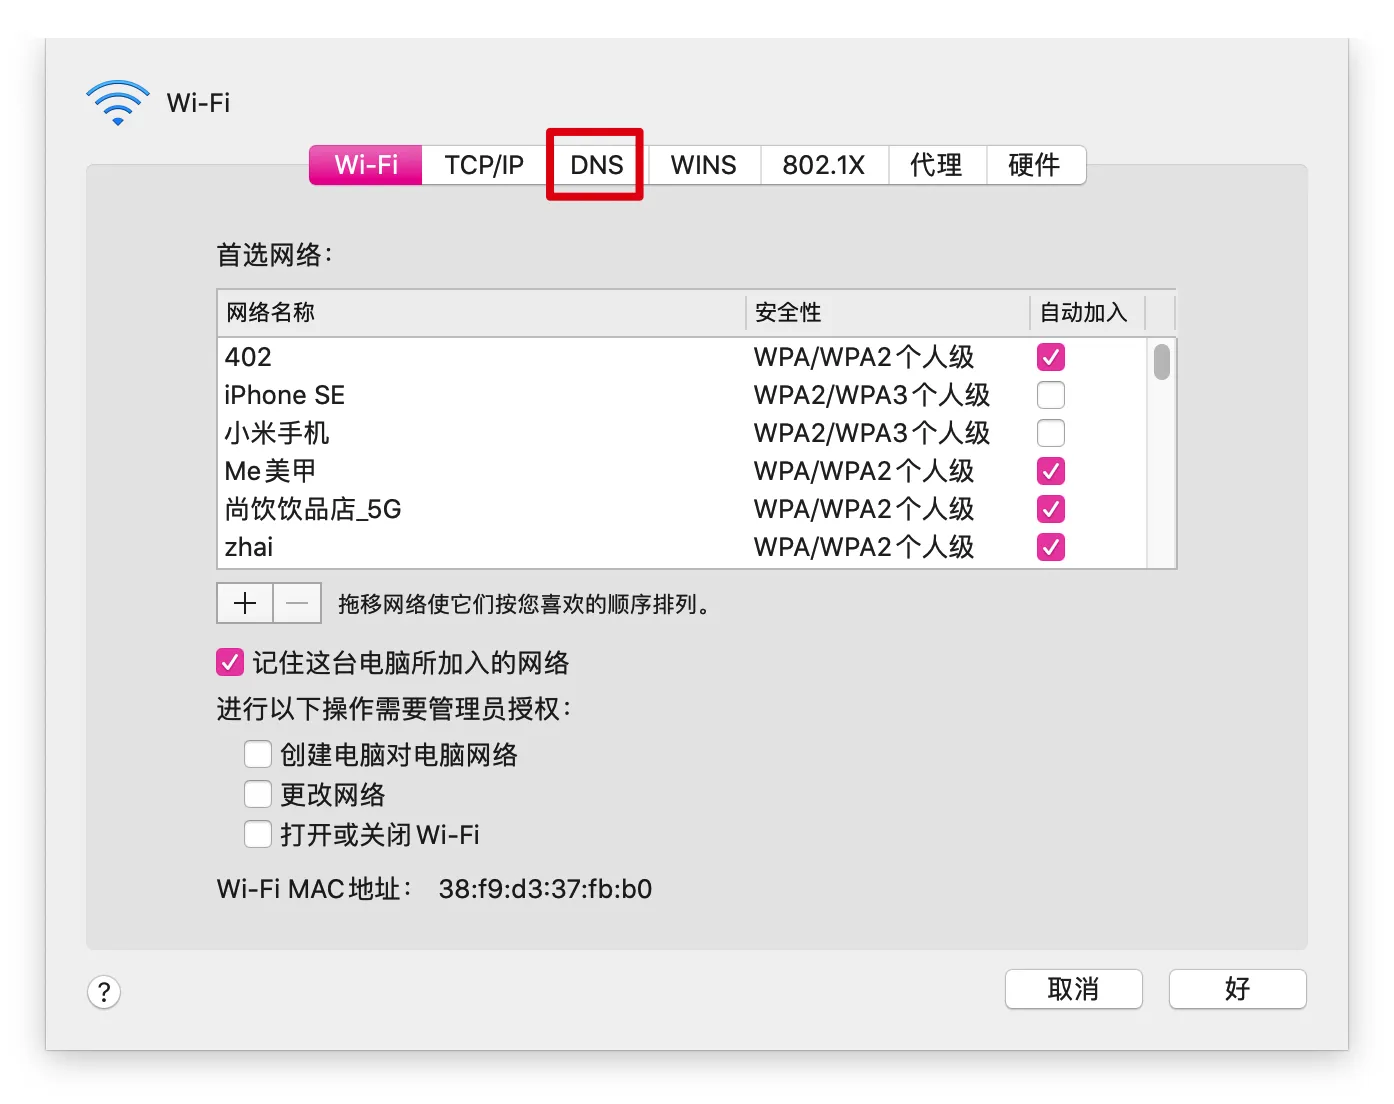 Wi-Fi
Wi-Fi TCP/IP DNS WINS 802.1X 代理 硬件
首选网络：
网络名称 安全性 自动加入
402 WPA/WPA2个人级
iPhone SE WPA2/WPA3个人级
小米手机 WPA2/WPA3个人级
Me美甲 WPA/WPA2个人级
尚饮饮品店_5G WPA/WPA2个人级
zhai WPA/WPA2个人级
拖移网络使它们按您喜欢的顺序排列。
记住这台电脑所加入的网络
进行以下操作需要管理员授权：
创建电脑对电脑网络
更改网络
打开或关闭Wi-Fi
Wi-Fi MAC地址： 38:f9:d3:37:fb:b0
? 取消 好